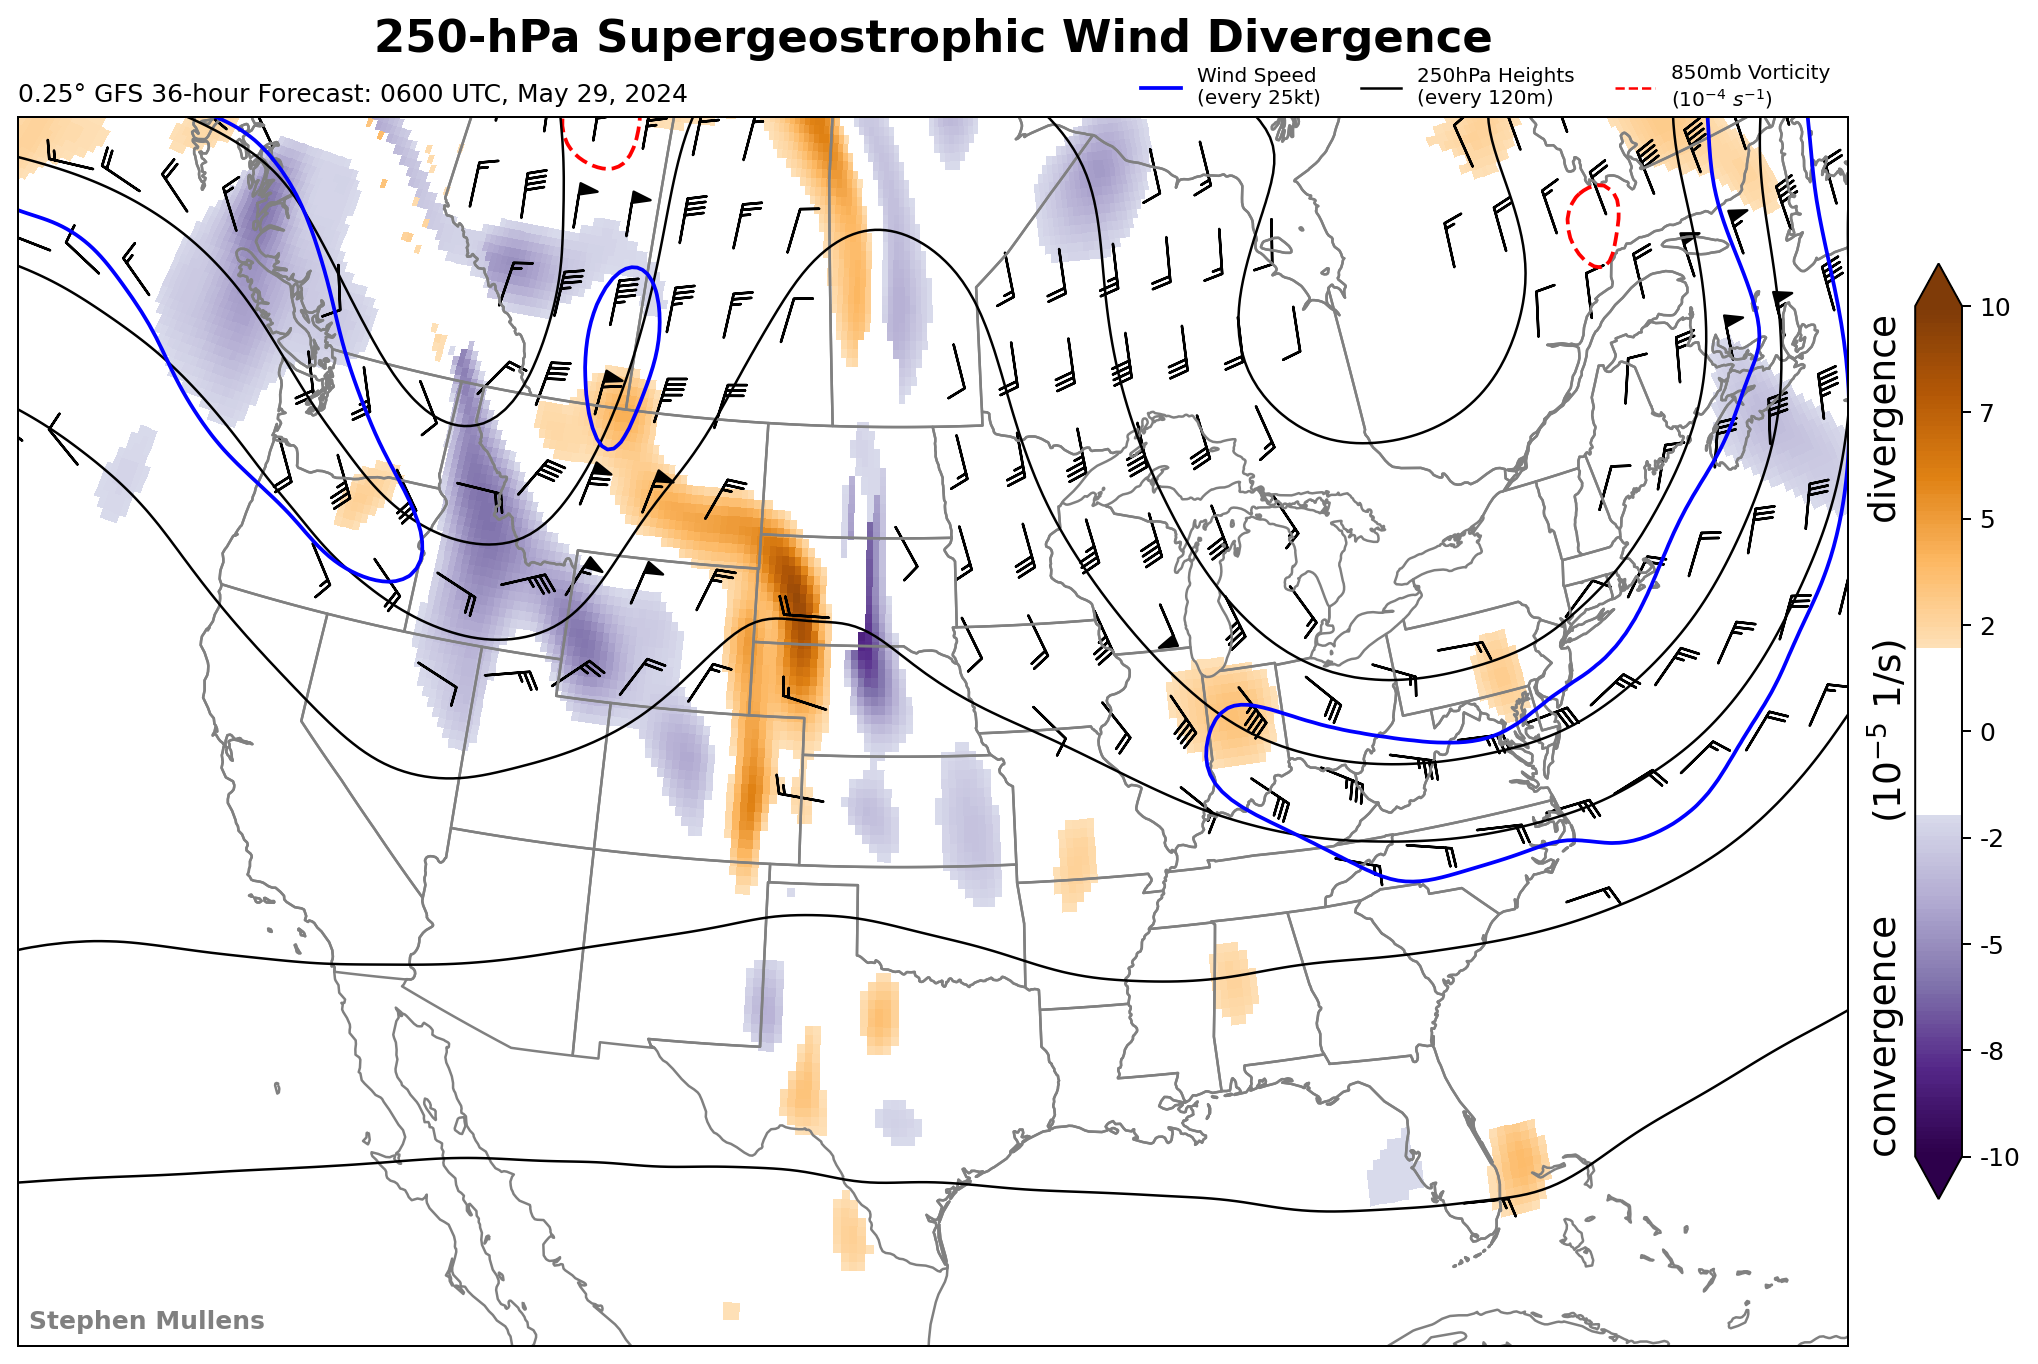 250-hPa Supergeostrophic Wind Divergence
0.25° GFS 36-hour Forecast: 0600 UTC, May 29, 2024
Wind Speed
(every 25kt)
250hPa Heights
(every 120m)
850mb Vorticity
(10⁻⁴ s⁻¹)
10
7
5
2
0
-2
-5
-8
-10
convergence (10⁻⁵ 1/s) divergence
Stephen Mullens